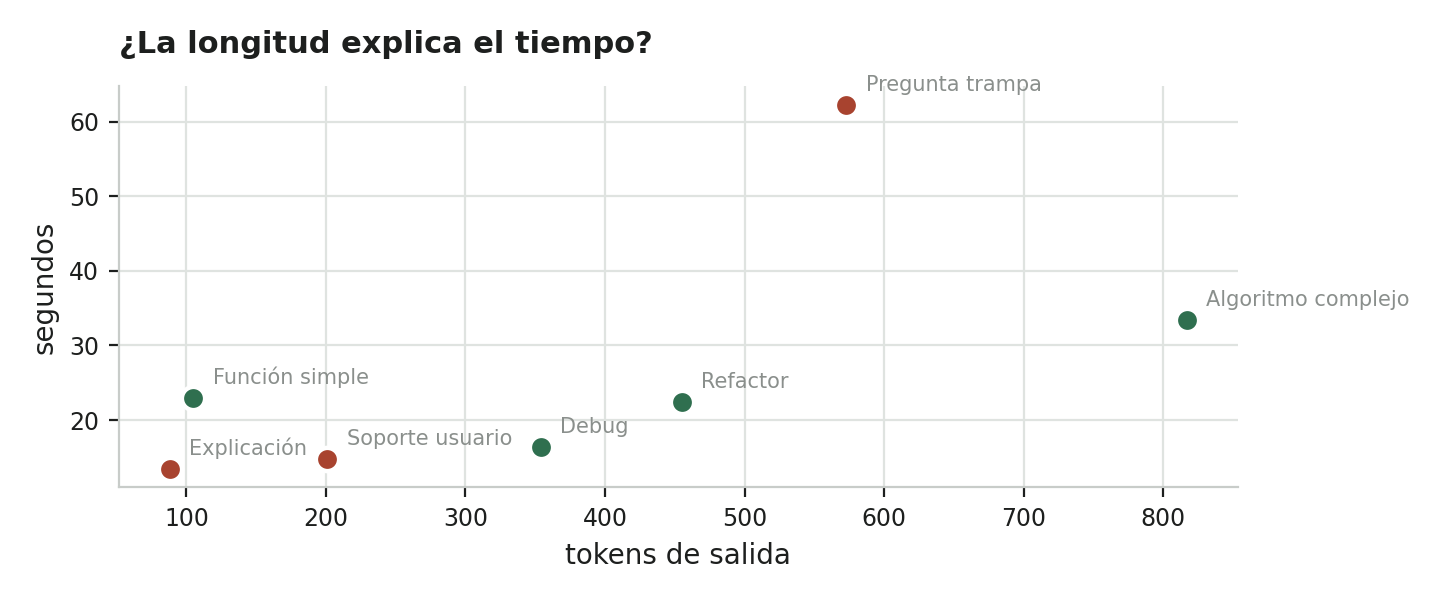 ¿La longitud explica el tiempo?
Pregunta trampa
60
50
segundos
40
Algoritmo complejo
30
Función simple
Refactor
20
Debug
Soporte usuario
Explicación
100 200 300 400 500 600 700 800
tokens de salida